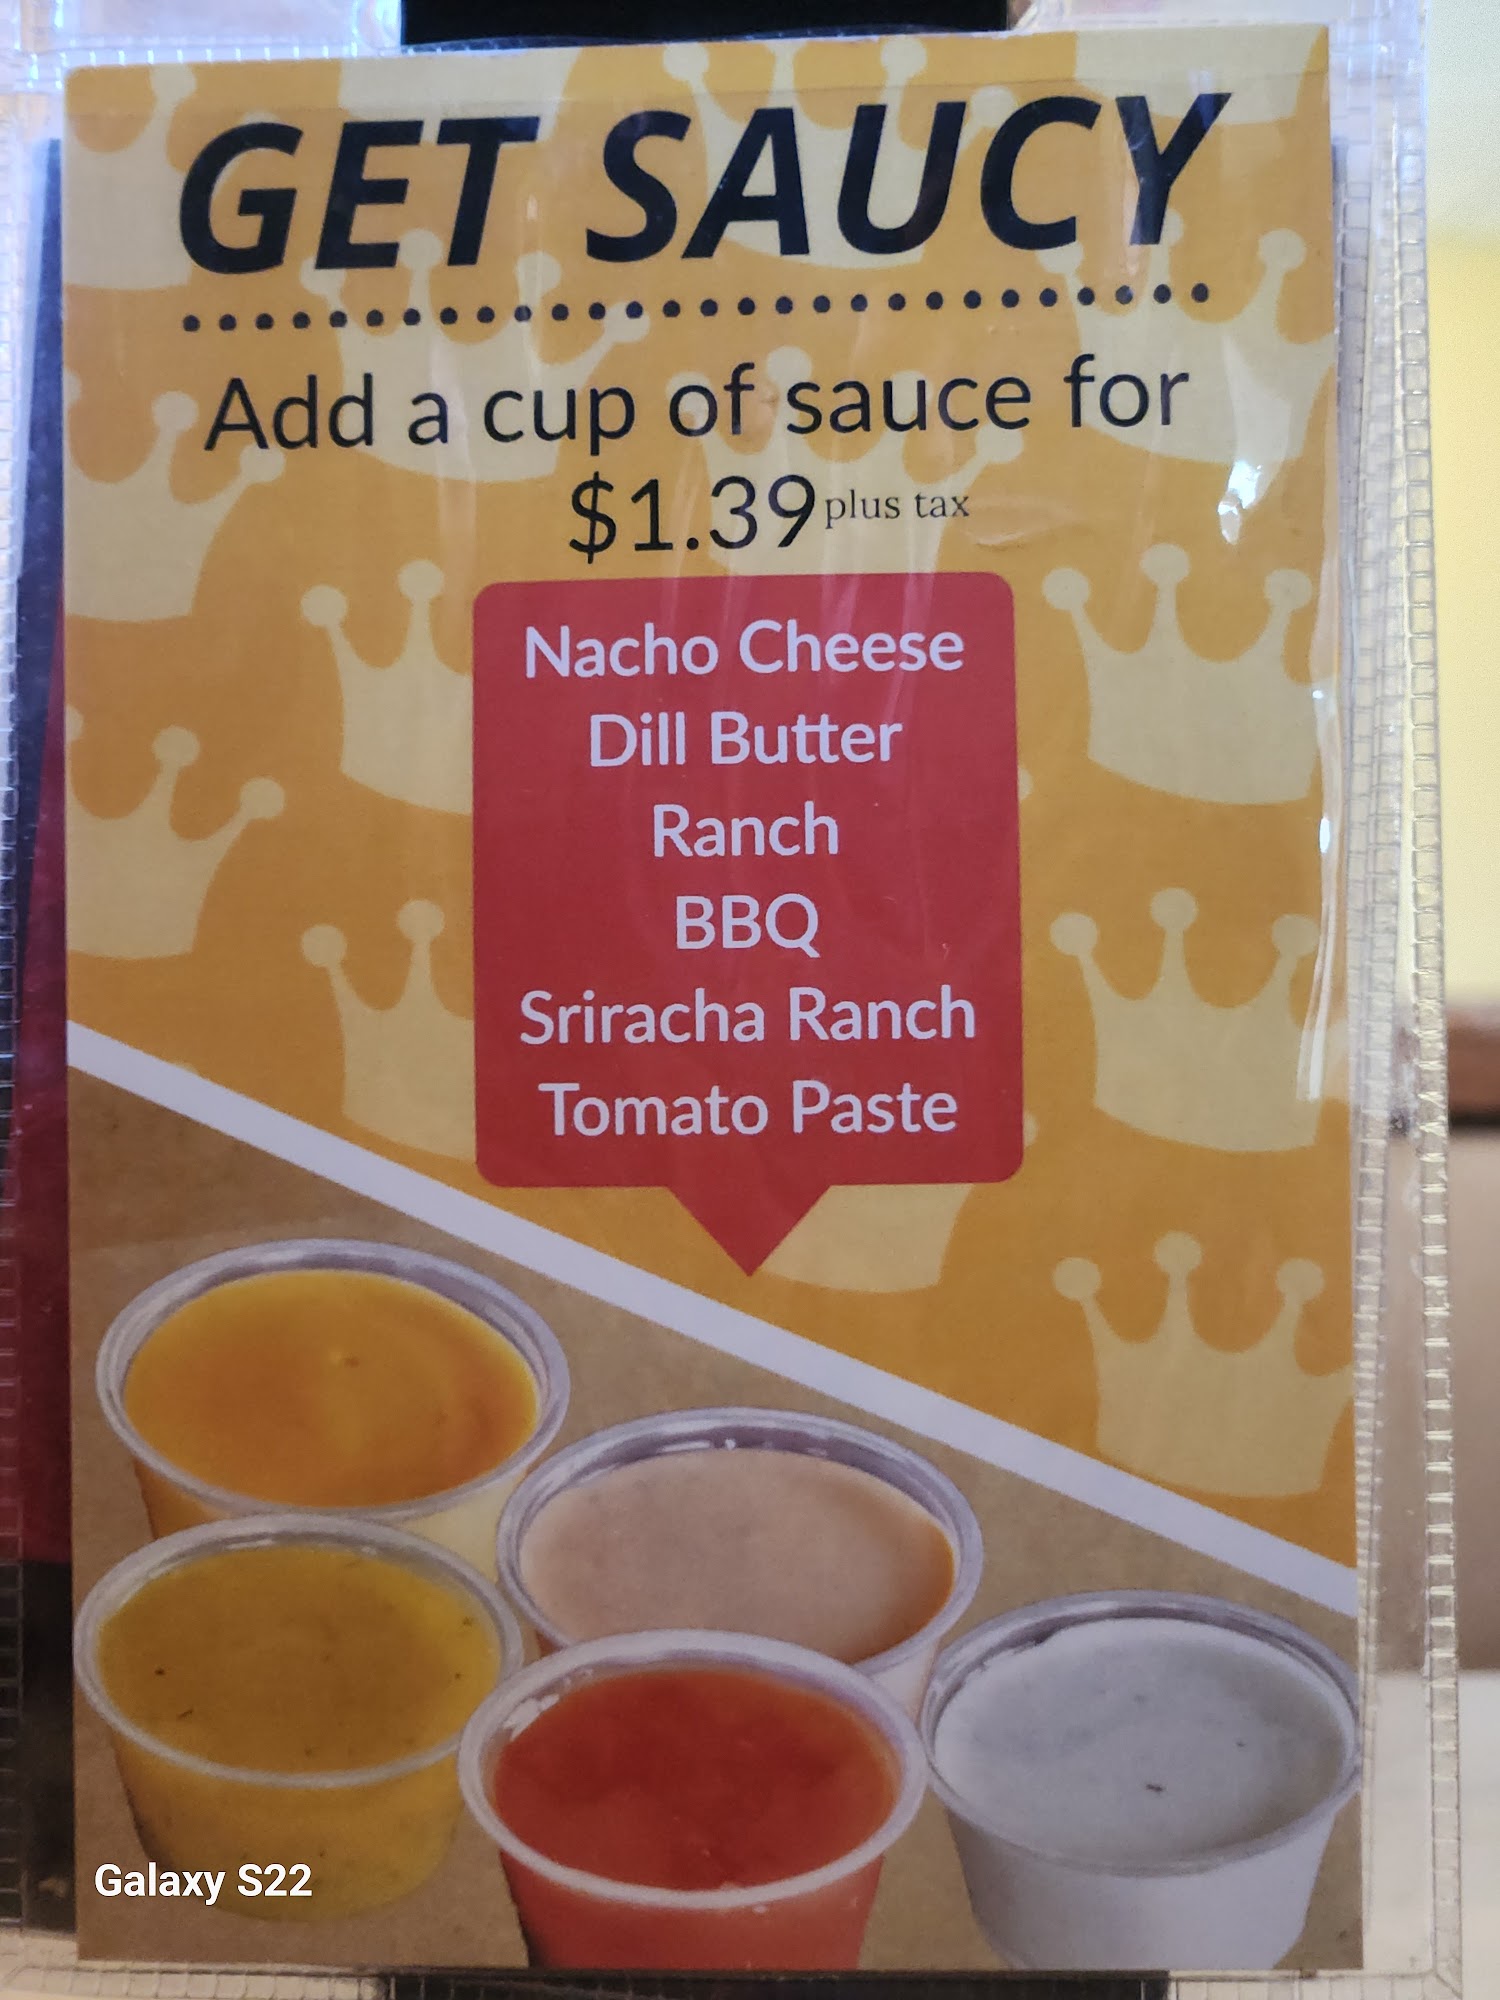 GET SAUCY
Add a cup of sauce for
$1.39 plus tax
Nacho Cheese
Dill Butter
Ranch
BBQ
Sriracha Ranch
Tomato Paste
Galaxy S22